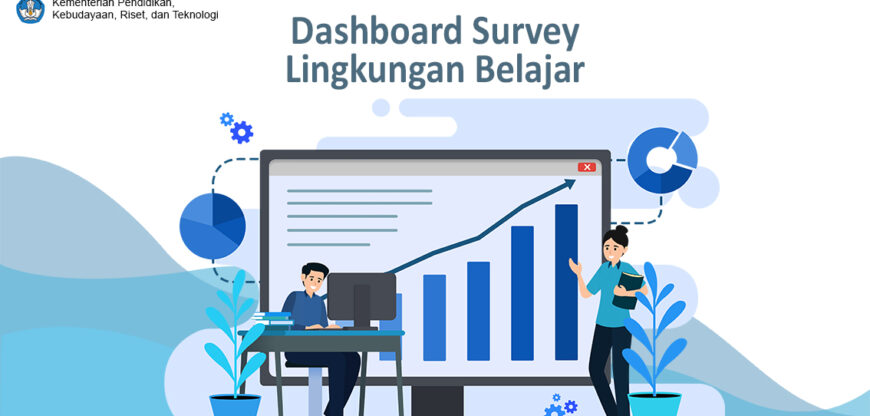 Kementerian Pendidikan,
Kebudayaan, Riset, dan Teknologi
Dashboard Survey
Lingkungan Belajar
X